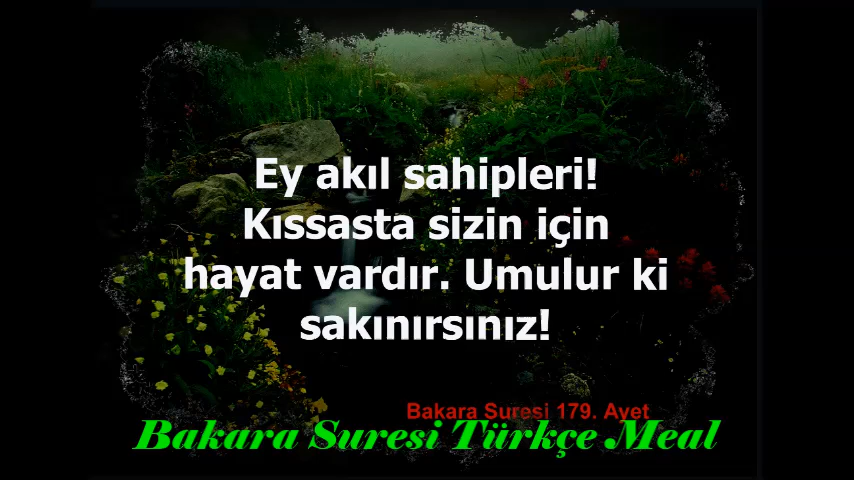 Ey akıl sahipleri!
Kıssasta sizin için
hayat vardır. Umulur ki
sakınırsınız!
Bakara Suresi 179. Ayet
Bakara Suresi Türkçe Meal